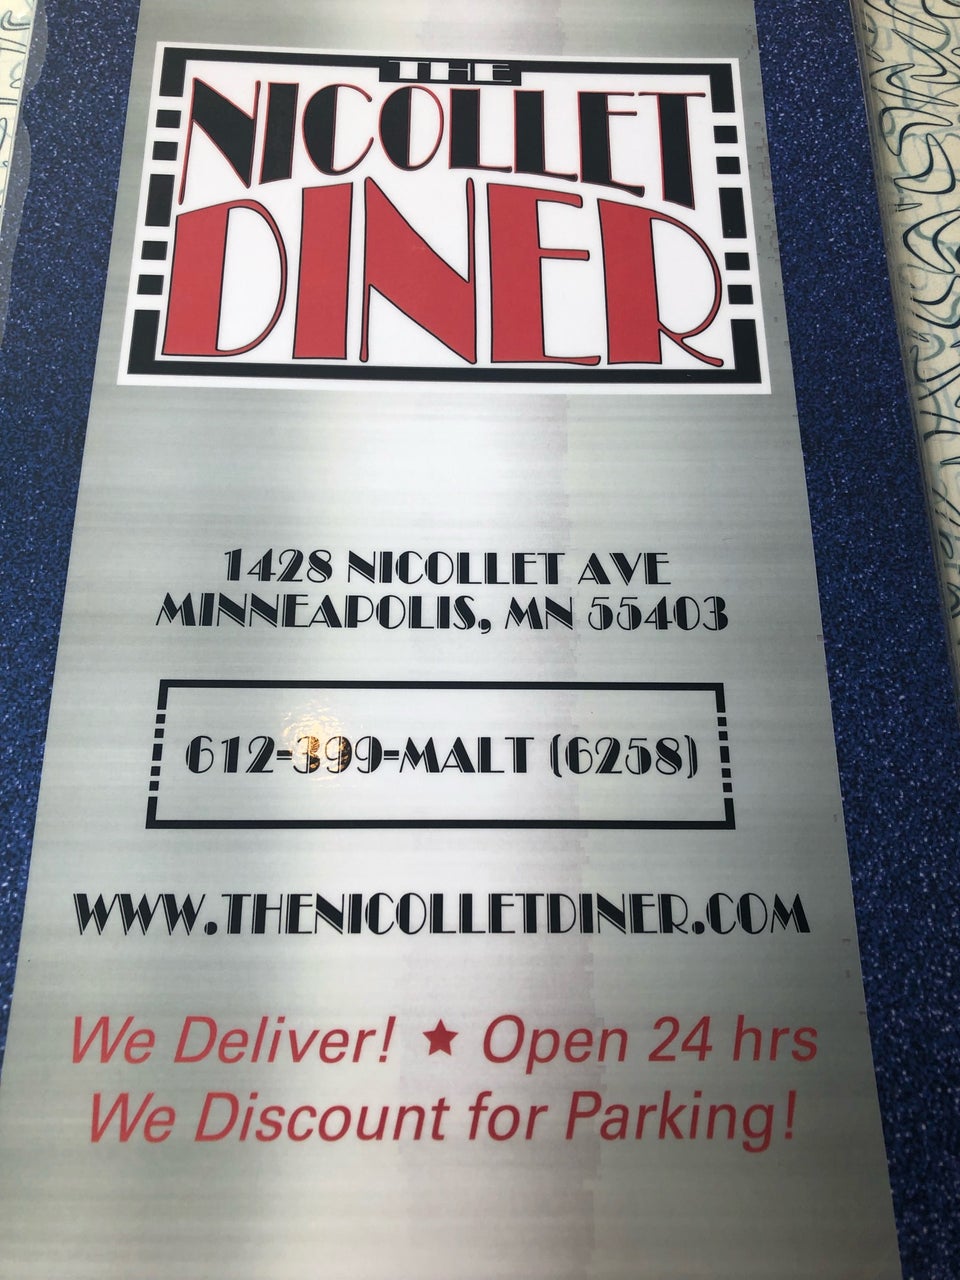 THE
NICOLLET
DINER
1428 NICOLLET AVE
MINNEAPOLIS, MN 55403
612-399-MALT (6258)
WWW.THENICOLLETDINER.COM
We Deliver! ★ Open 24 hrs
We Discount for Parking!